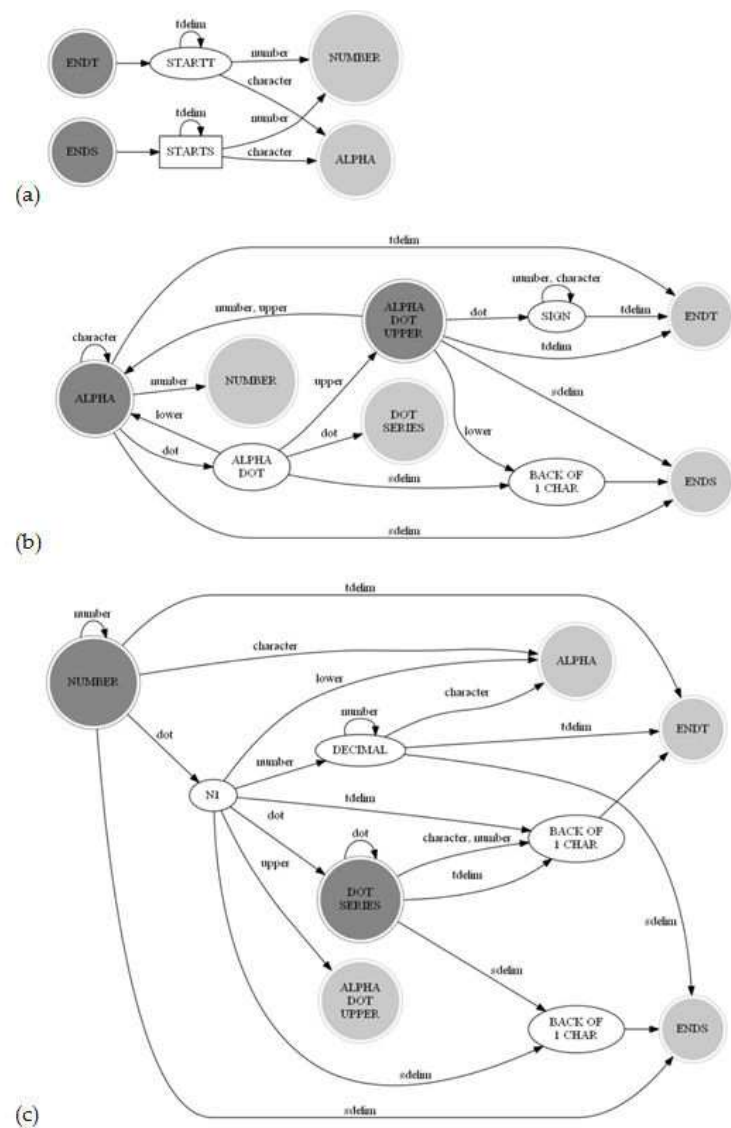 tdelim
number
ENDT
STARTT
NUMBER
character
tdelim
number
ENDS
STARTS
character
ALPHA
(a)
tdelim
number, character
number, upper
ALPHA
DOT
UPPER
dot
SIGN
tdelim
ENDT
tdelim
character
ALPHA
number
NUMBER
upper
DOT
SERIES
sdelim
lower
lower
dot
dot
ALPHA
DOT
sdelim
BACK OF
1 CHAR
ENDS
sdelim
(b)
tdelim
number
NUMBER
character
ALPHA
lower
character
number
DECIMAL
tdelim
ENDT
dot
number
N1
tdelim
BACK OF
1 CHAR
dot
dot
character, number
upper
DOT
SERIES
tdelim
sdelim
sdelim
ALPHA
DOT
UPPER
BACK OF
1 CHAR
ENDS
sdelim
sdelim
(c)